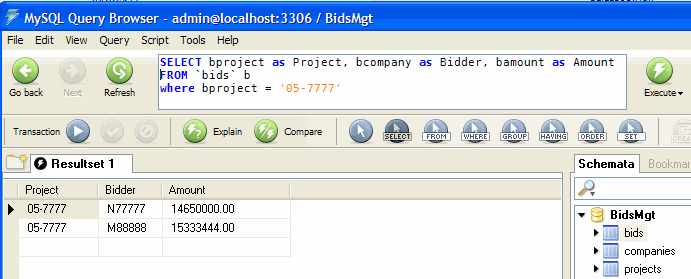 MySQL Query Browser - admin@localhost:3306 / BidsMgt
File Edit View Query Script Tools Help
SELECT bproject as Project, bcompany as Bidder, bamount as Amount
FROM `bids` b
where bproject = '05-7777'
Go back Next Refresh Execute
Transaction Explain Compare SELECT FROM WHERE GROUP HAVING ORDER SET
Resultset 1 Schemata Bookmar
Project Bidder Amount
05-7777 N77777 14650000.00
05-7777 M88888 15333444.00
BidsMgt
bids
companies
projects